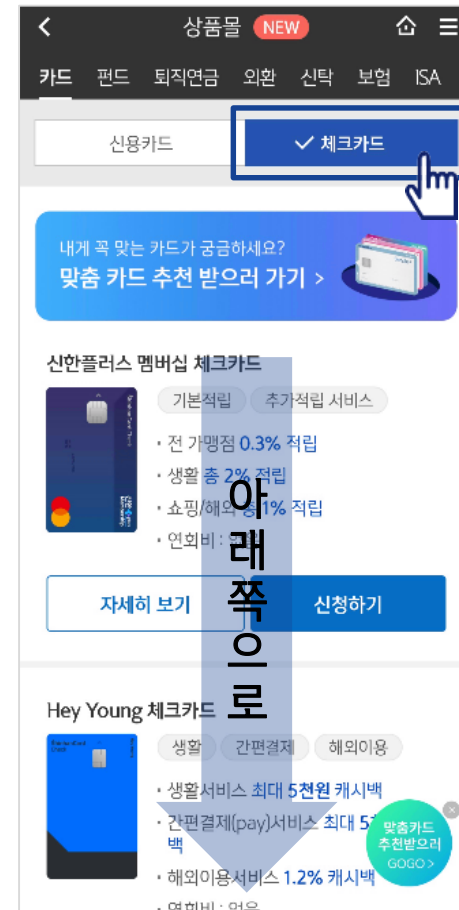 상품몰 NEW
카드 펀드 퇴직연금 외환 신탁 보험 ISA
신용카드 체크카드
내게 꼭 맞는 카드가 궁금하세요?
맞춤 카드 추천 받으러 가기 >
신한플러스 멤버십 체크카드
기본적립 추가적립 서비스
· 전 가맹점 0.3% 적립
· 생활 총 2% 적립
· 쇼핑/해외 총 1% 적립
· 연회비 :
아래쪽으로
자세히 보기 신청하기
Hey Young 체크카드
생활 간편결제 해외이용
· 생활서비스 최대 5천원 캐시백
· 간편결제(pay)서비스 최대 5
백
· 해외이용서비스 1.2% 캐시백
· 연회비 : 없음
맞춤카드
추천받으러
GOGO >